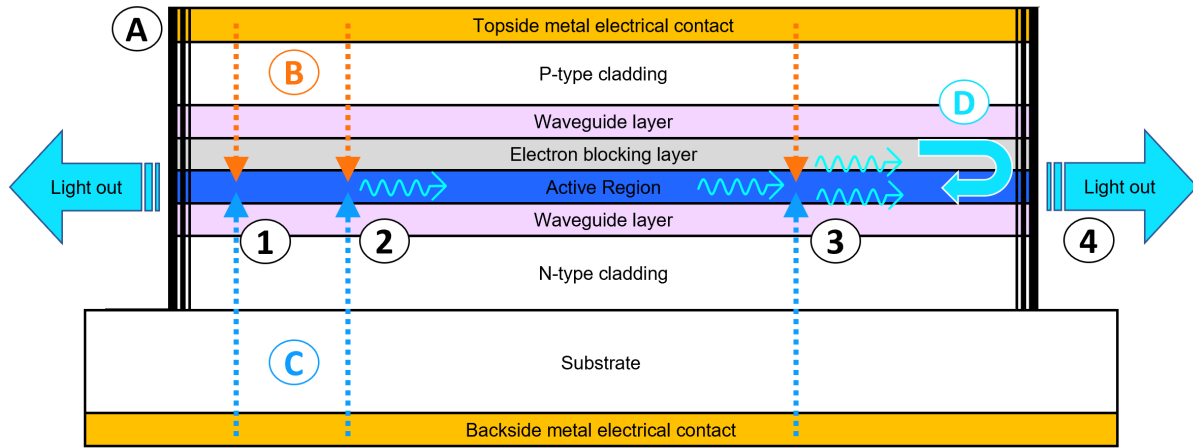 A
Topside metal electrical contact
B
P-type cladding
D
Waveguide layer
Electron blocking layer
Light out
Active Region
Light out
Waveguide layer
1
2
3
4
N-type cladding
C
Substrate
Backside metal electrical contact